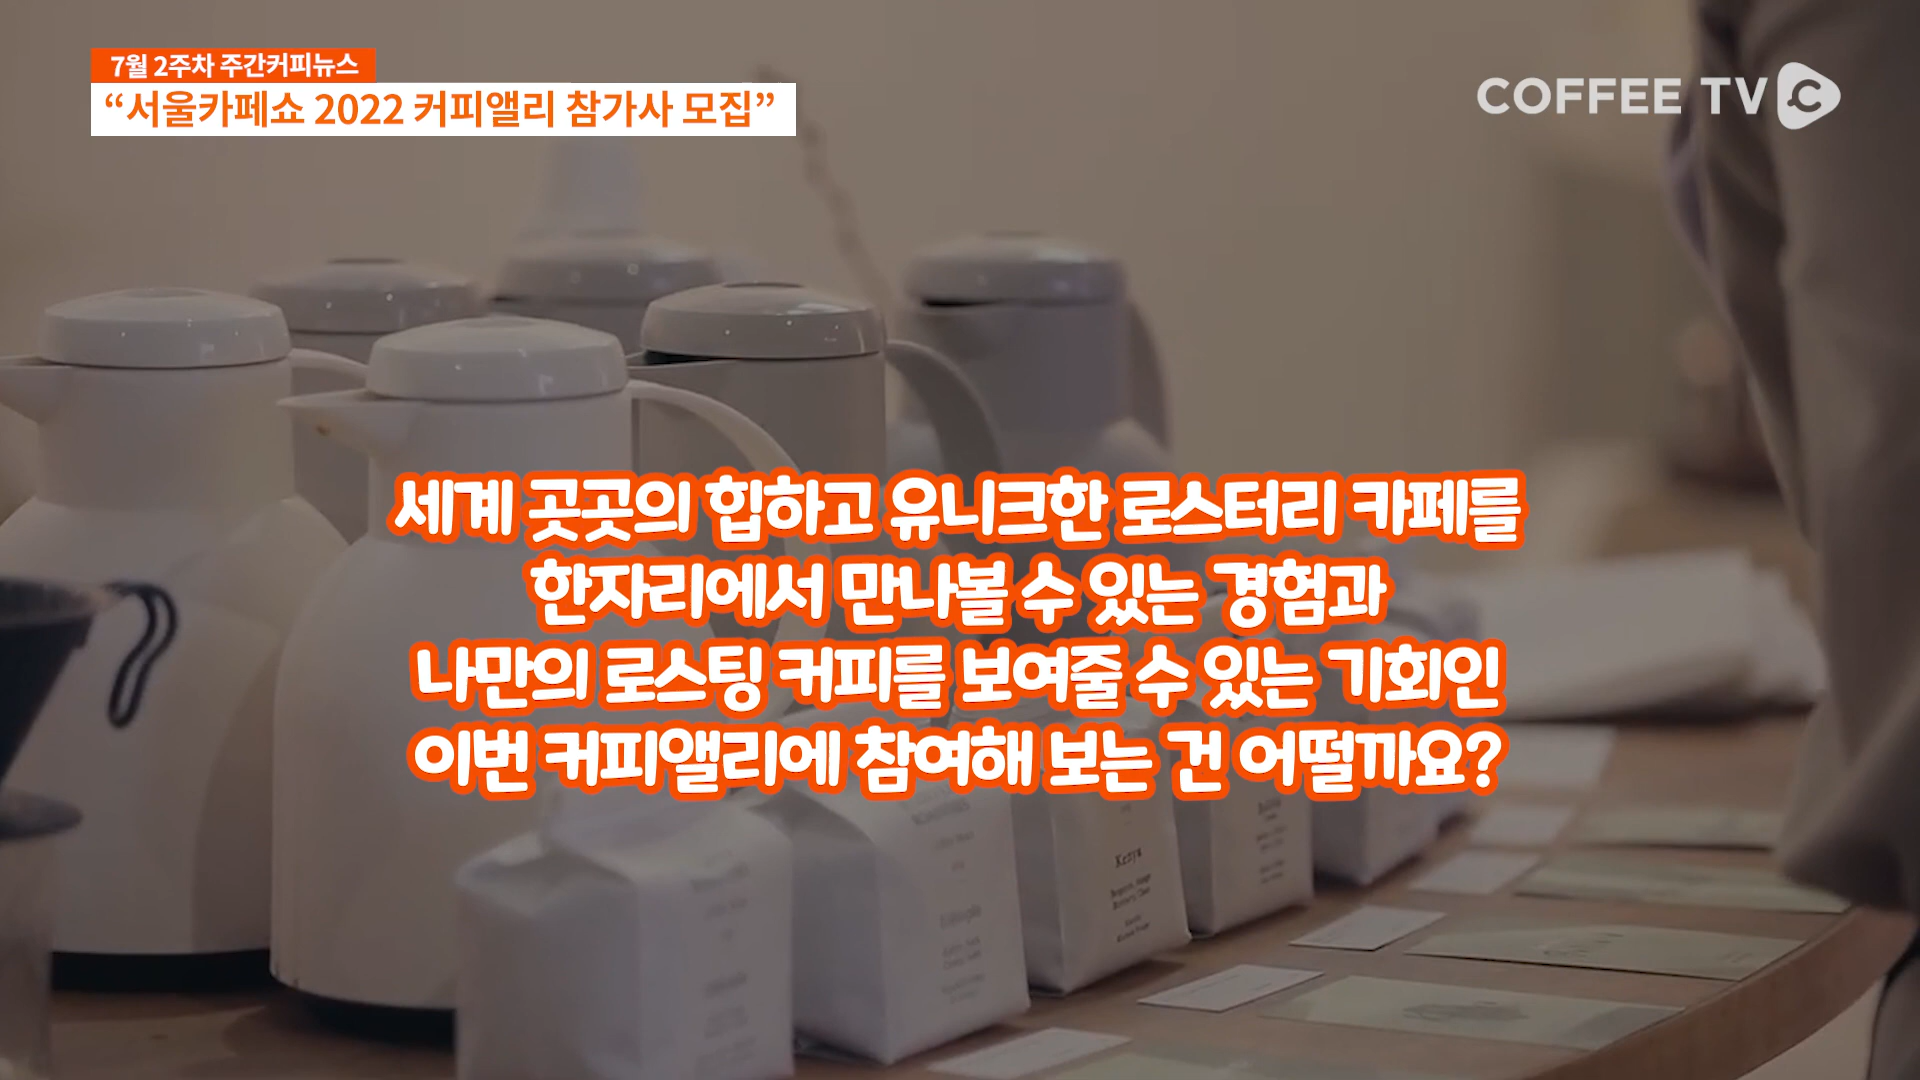 7월 2주차 주간커피뉴스
“서울카페쇼 2022 커피앨리 참가사 모집”
COFFEE TV
세계 곳곳의 힙하고 유니크한 로스터리 카페를
한자리에서 만나볼 수 있는 경험과
나만의 로스팅 커피를 보여줄 수 있는 기회인
이번 커피앨리에 참여해 보는 건 어떨까요?
Kenya